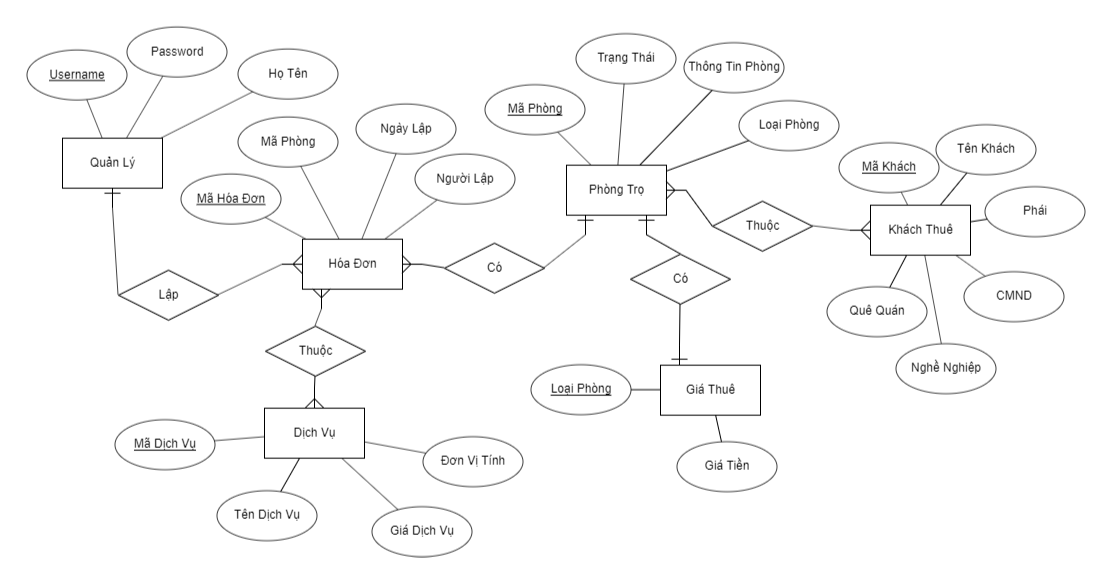 Username
Password
Họ Tên
Quản Lý
Mã Hóa Đơn
Mã Phòng
Ngày Lập
Người Lập
Hóa Đơn
Lập
Có
Thuộc
Dịch Vụ
Mã Dịch Vụ
Tên Dịch Vụ
Giá Dịch Vụ
Đơn Vị Tính
Mã Phòng
Trạng Thái
Thông Tin Phòng
Loại Phòng
Phòng Trọ
Có
Giá Thuê
Loại Phòng
Giá Tiền
Thuộc
Mã Khách
Tên Khách
Phái
Khách Thuê
CMND
Quê Quán
Nghề Nghiệp